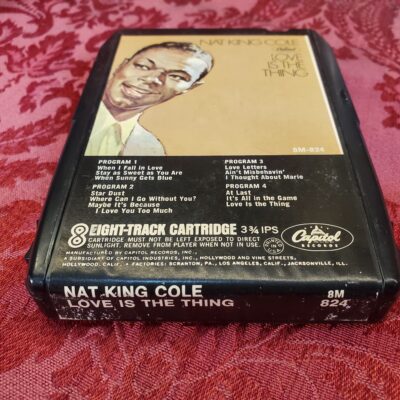 NAT KING COLE
Capitol
LOVE
IS THE
THING
8M-824
PROGRAM 1
When I Fall in Love
Stay as Sweet as You Are
When Sunny Gets Blue
PROGRAM 2
Star Dust
Where Can I Go Without You?
Maybe It's Because
I Love You Too Much
PROGRAM 3
Love Letters
Ain't Misbehavin'
I Thought About Marie
PROGRAM 4
At Last
It's All in the Game
Love Is the Thing
8 EIGHT-TRACK CARTRIDGE 3¾ IPS
CARTRIDGE MUST NOT BE LEFT EXPOSED TO DIRECT
SUNLIGHT. REMOVE FROM PLAYER WHEN NOT IN USE.
Capitol
RECORDS
MANUFACTURED BY CAPITOL RECORDS, INC.,
A SUBSIDIARY OF CAPITOL INDUSTRIES, INC., HOLLYWOOD AND VINE STREETS,
HOLLYWOOD, CALIF. • FACTORIES: SCRANTON, PA., LOS ANGELES, CALIF., JACKSONVILLE, ILL.
NAT KING COLE 8M
LOVE IS THE THING 824